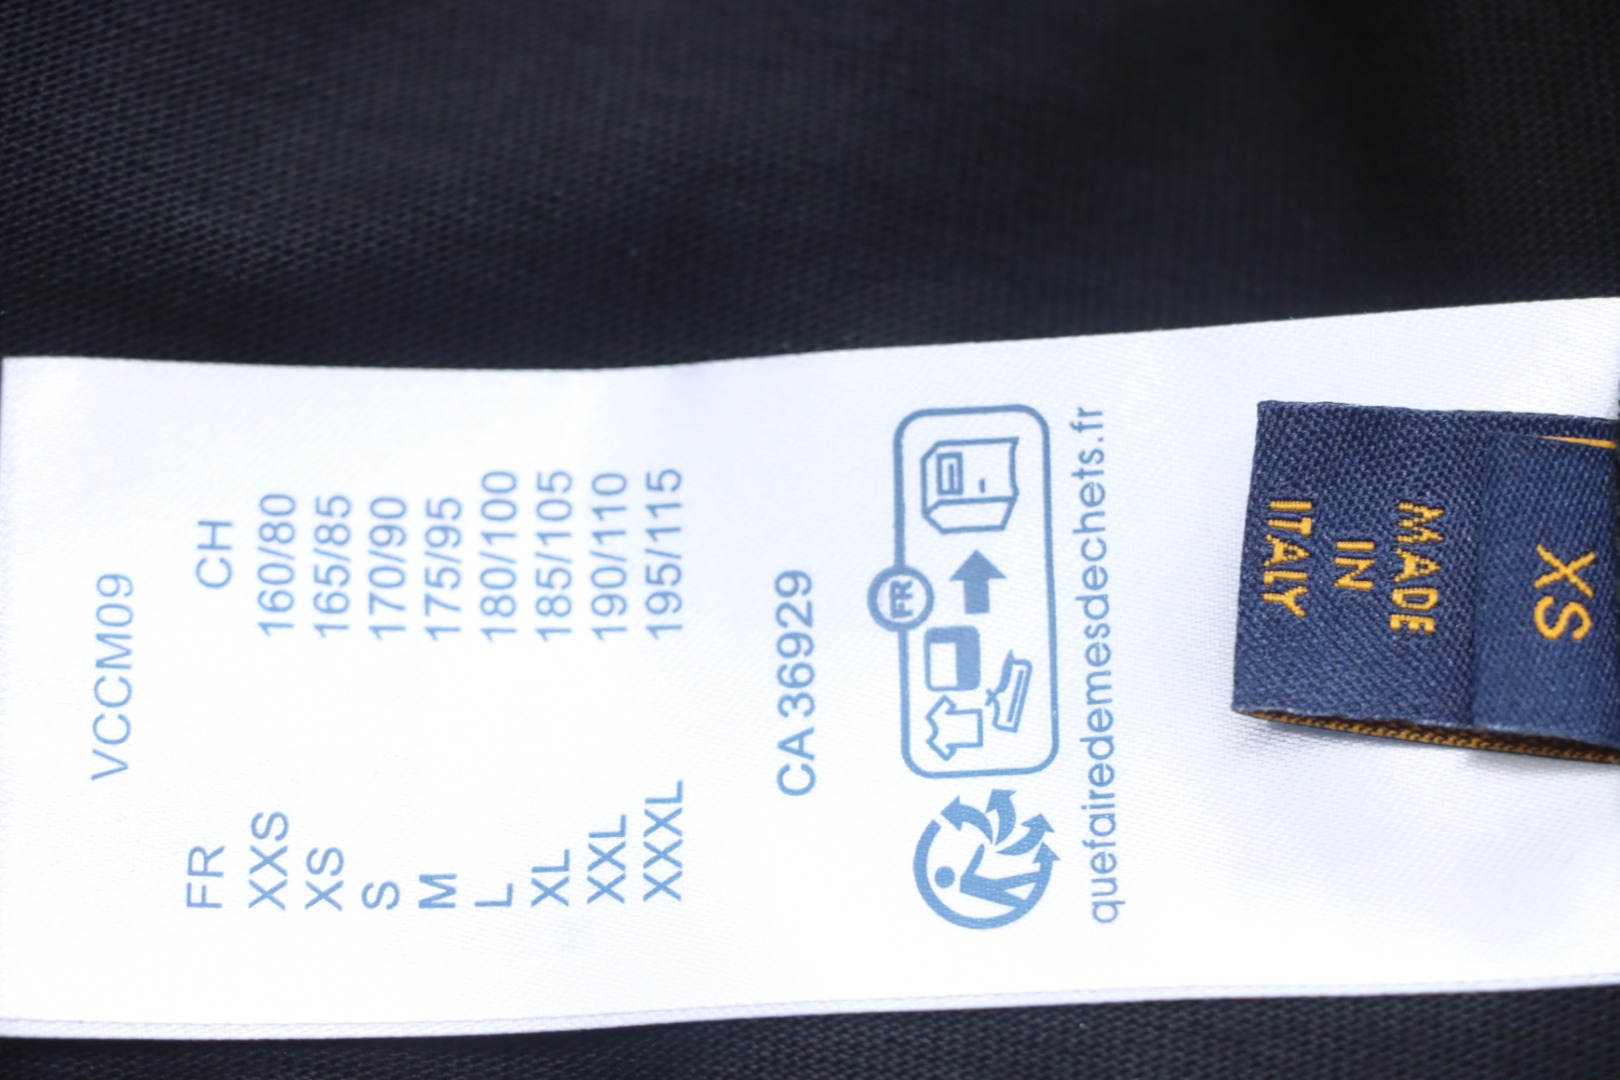 VCCM09
FR CH
XXS 160/80
XS 165/85
S 170/90
M 175/95
L 180/100
XL 185/105
XXL 190/110
XXXL 195/115
CA 36929
FR
quefairedemesdechets.fr
XS
MADE
IN
ITALY